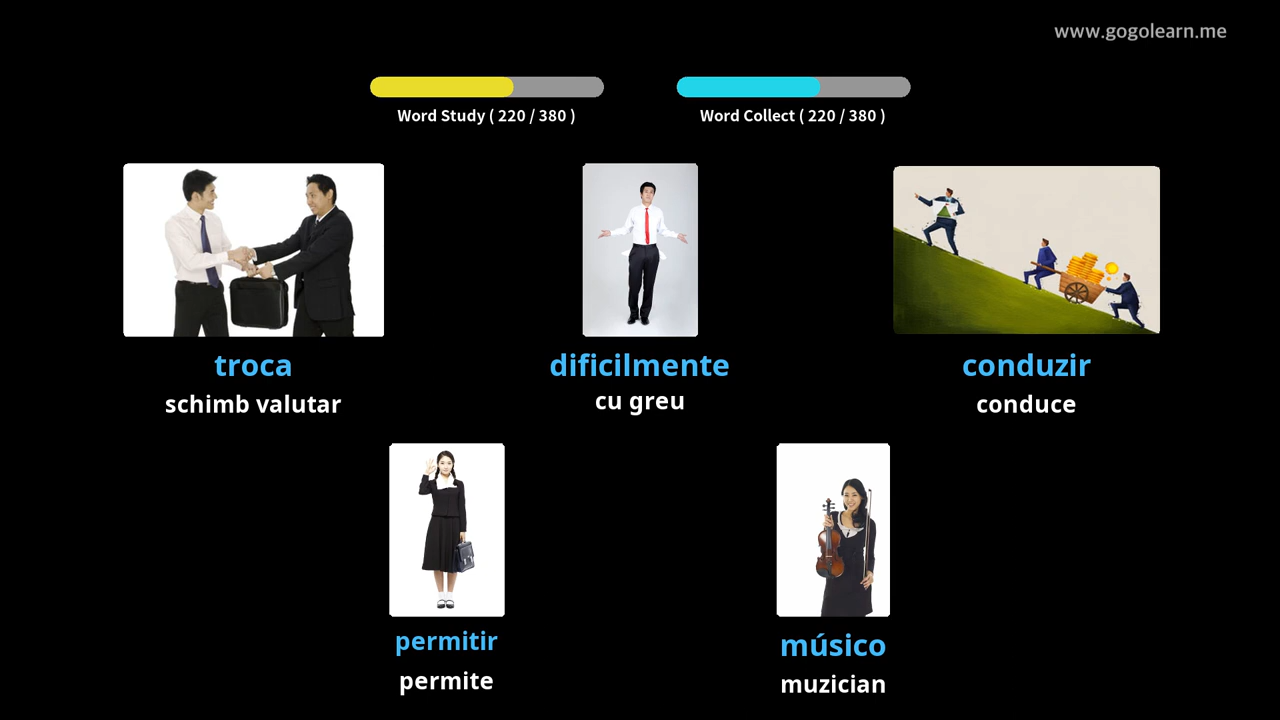 www.gogolearn.me
Word Study ( 220 / 380 )
Word Collect ( 220 / 380 )
troca
schimb valutar
dificilmente
cu greu
conduzir
conduce
permitir
permite
músico
muzician